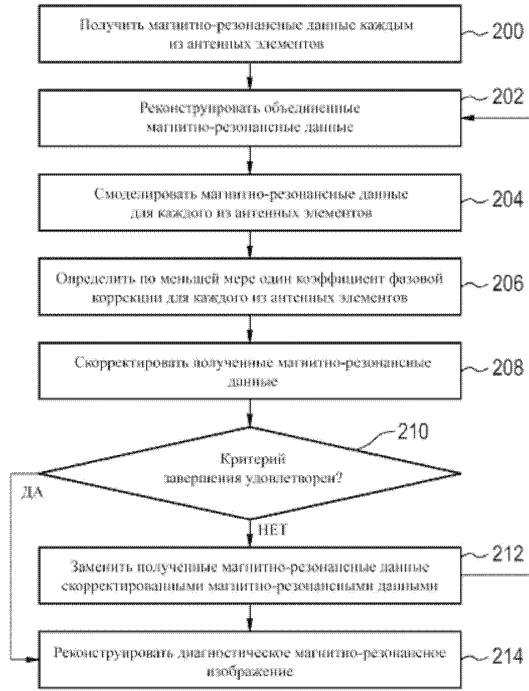 Получить магнитно-резонансные данные каждым
из антенных элементов
200
Реконструировать объединенные
магнитно-резонансные данные
202
Смоделировать магнитно-резонансные данные
для каждого из антенных элементов
204
Определить по меньшей мере один коэффициент фазовой
коррекции для каждого из антенных элементов
206
Скорректировать полученные магнитно-резонансные
данные
208
210
Критерий
завершения удовлетворен?
ДА
НЕТ
Заменить полученные магнитно-резонансные данные
скорректированными магнитно-резонансными данными
212
Реконструировать диагностическое магнитно-резонансное
изображение
214